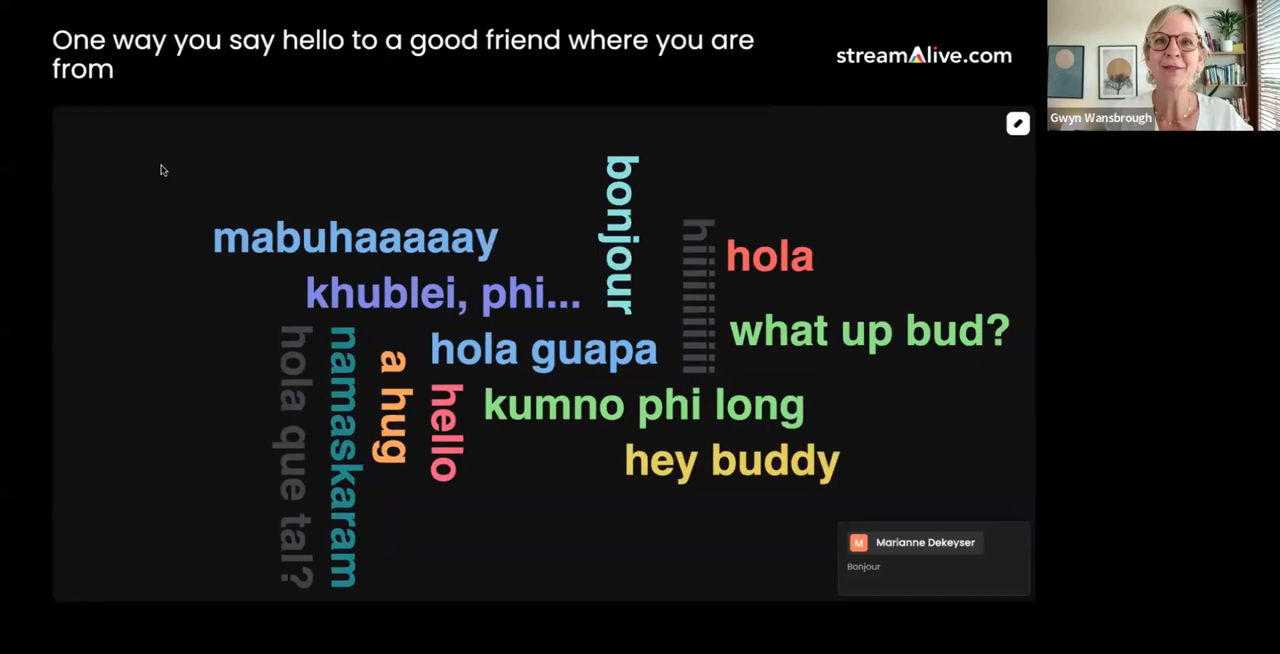 One way you say hello to a good friend where you are
from
streamAlive.com
Gwyn Wansbrough
bonjour
mabuhaaaaay
hiiiiiiiiiiii
hola
khublei, phi...
what up bud?
hola que tal?
namaskaram
a hug
hola guapa
hello
kumno phi long
hey buddy
M Marianne Dekeyser
Bonjour